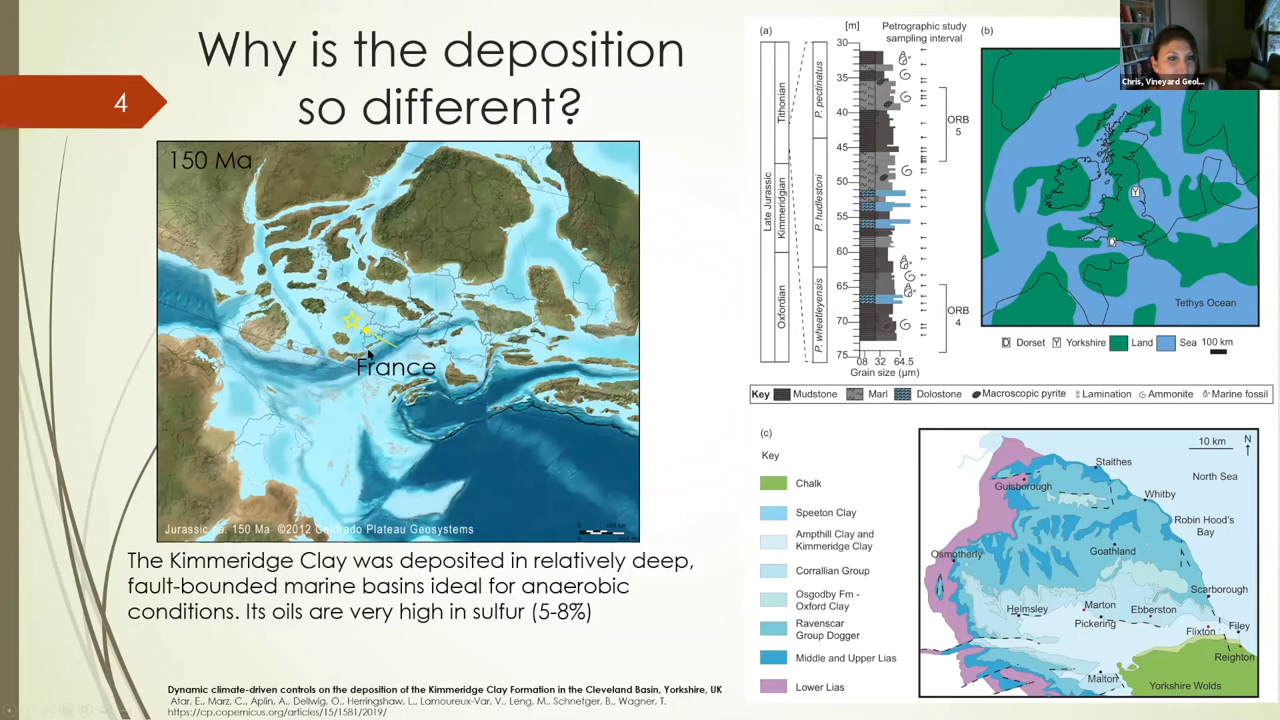 Why is the deposition
so different?
4
150 Ma
France
Jurassic ca. 150 Ma ©2012 Colorado Plateau Geosystems
The Kimmeridge Clay was deposited in relatively deep,
fault-bounded marine basins ideal for anaerobic
conditions. Its oils are very high in sulfur (5-8%)
Dynamic climate-driven controls on the deposition of the Kimmeridge Clay Formation in the Cleveland Basin, Yorkshire, UK
Atar, E., Marz, C., Aplin, A., Dellwig, O., Herringshaw, L., Lamoureux-Var, V., Leng, M., Schnetger, B., Wagner, T.
https://cp.copernicus.org/articles/15/1581/2019/
(a)
[m]
Petrographic study
sampling interval
30
35
40
45
50
55
60
65
70
75
Late Jurassic
Tithonian
Kimmeridgian
Oxfordian
P. pectinatus
P. hudlestoni
P. wheatleyensis
ORB
5
ORB
4
08 32 64.5
Grain size (µm)
(b)
Chris, Vineyard Geol...
Y
D
Tethys Ocean
D Dorset Y Yorkshire Land Sea 100 km
Key Mudstone Marl Dolostone Macroscopic pyrite Lamination Ammonite Marine fossil
(c)
Key
Chalk
Speeton Clay
Ampthill Clay and
Kimmeridge Clay
Corrallian Group
Osgodby Fm -
Oxford Clay
Ravenscar
Group Dogger
Middle and Upper Lias
Lower Lias
10 km
N
Staithes
North Sea
Guisborough
Whitby
Robin Hood's
Bay
Osmotherly
Goathland
Scarborough
Helmsley
Marton
Ebberston
Pickering
Filey
Flixton
Reighton
Malton
Yorkshire Wolds